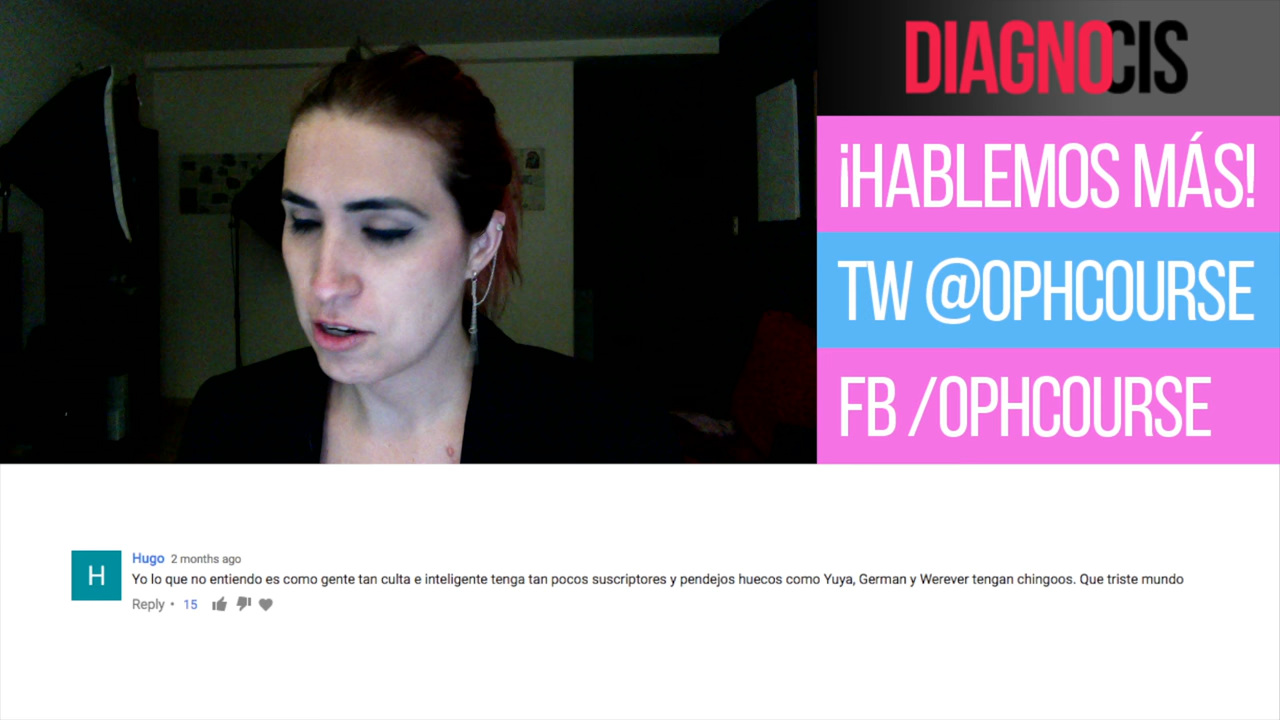 DIAGNOCIS
¡HABLEMOS MÁS!
TW @OPHCOURSE
FB /OPHCOURSE
H
Hugo 2 months ago
Yo lo que no entiendo es como gente tan culta e inteligente tenga tan pocos suscriptores y pendejos huecos como Yuya, German y Werever tengan chingoos. Que triste mundo
Reply • 15